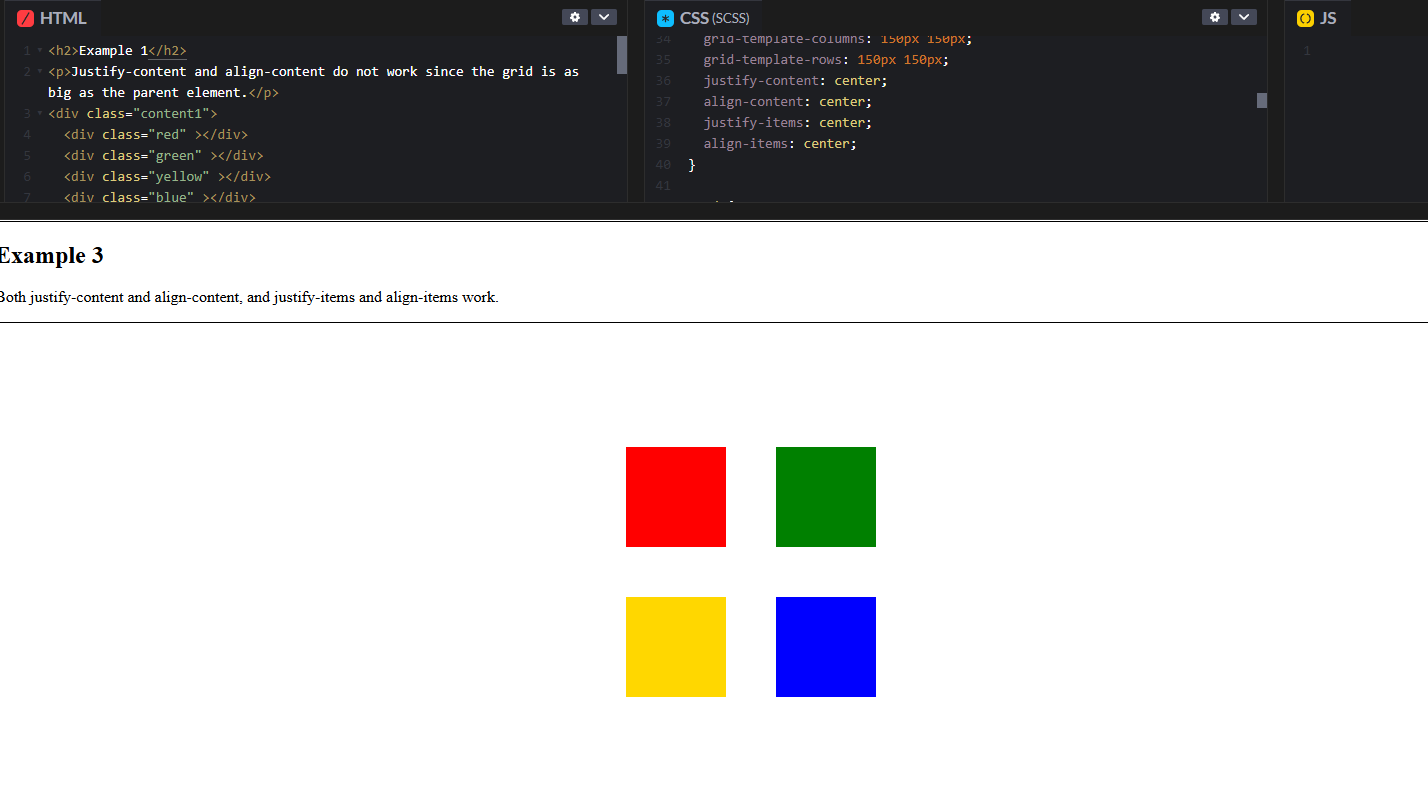 HTML
1 <h2>Example 1</h2>
2 <p>Justify-content and align-content do not work since the grid is as
big as the parent element.</p>
3 <div class="content1">
4 <div class="red" ></div>
5 <div class="green" ></div>
6 <div class="yellow" ></div>
7 <div class="blue" ></div>
CSS (SCSS)
34 grid-template-columns: 150px 150px;
35 grid-template-rows: 150px 150px;
36 justify-content: center;
37 align-content: center;
38 justify-items: center;
39 align-items: center;
40 }
41
JS
1
Example 3
Both justify-content and align-content, and justify-items and align-items work.